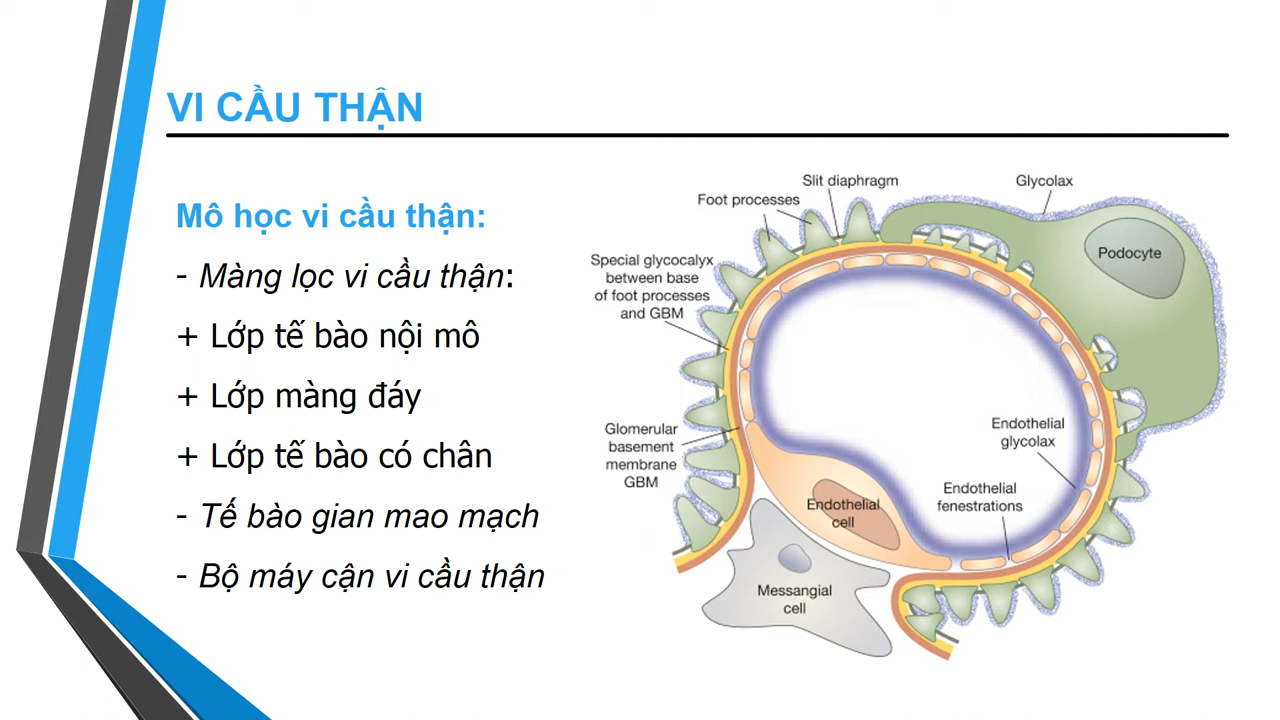 VI CẦU THẬN
Mô học vi cầu thận:
- Màng lọc vi cầu thận:
+ Lớp tế bào nội mô
+ Lớp màng đáy
+ Lớp tế bào có chân
- Tế bào gian mao mạch
- Bộ máy cận vi cầu thận
Slit diaphragm
Glycolax
Foot processes
Podocyte
Special glycocalyx
between base
of foot processes
and GBM
Glomerular
basement
membrane
GBM
Endothelial
glycolax
Endothelial
fenestrations
Endothelial
cell
Messangial
cell